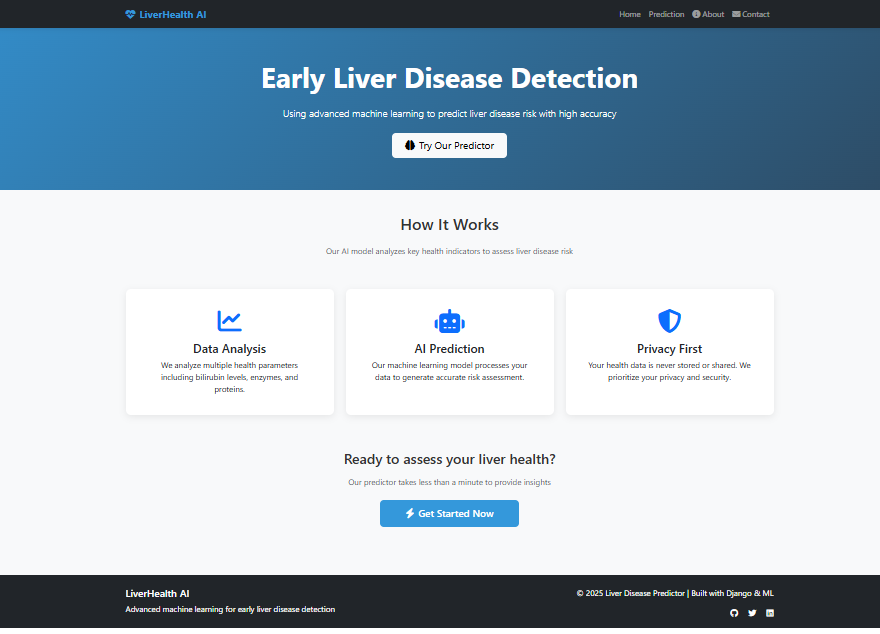 LiverHealth AI
Home Prediction About Contact
Early Liver Disease Detection
Using advanced machine learning to predict liver disease risk with high accuracy
Try Our Predictor
How It Works
Our AI model analyzes key health indicators to assess liver disease risk
Data Analysis
We analyze multiple health parameters
including bilirubin levels, enzymes, and
proteins.
AI Prediction
Our machine learning model processes your
data to generate accurate risk assessment.
Privacy First
Your health data is never stored or shared. We
prioritize your privacy and security.
Ready to assess your liver health?
Our predictor takes less than a minute to provide insights
Get Started Now
LiverHealth AI
Advanced machine learning for early liver disease detection
© 2025 Liver Disease Predictor | Built with Django & ML